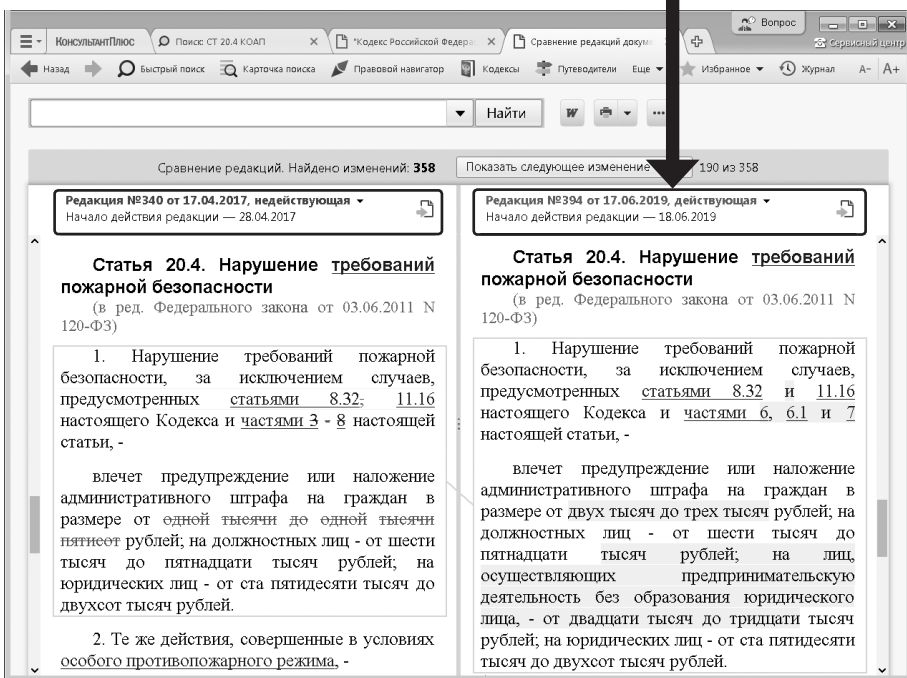 Вопрос
КонсультантПлюс
Поиск: СТ 20.4 КОАП
"Кодекс Российской Федера
Сравнение редакций докум
Сервисный центр
Назад
Быстрый поиск
Карточка поиска
Правовой навигатор
Кодексы
Путеводители
Еще
Избранное
Журнал
А- А+
Найти
W
Сравнение редакций. Найдено изменений: 358
Показать следующее изменение
190 из 358
Редакция №340 от 17.04.2017, недействующая
Начало действия редакции — 28.04.2017
Статья 20.4. Нарушение требований
пожарной безопасности
(в ред. Федерального закона от 03.06.2011 N
120-ФЗ)
1. Нарушение требований пожарной
безопасности, за исключением случаев,
предусмотренных статьями 8.32, 11.16
настоящего Кодекса и частями 3 - 8 настоящей
статьи, -
влечет предупреждение или наложение
административного штрафа на граждан в
размере от одной тысячи до одной тысячи
пятисот рублей; на должностных лиц - от шести
тысяч до пятнадцати тысяч рублей; на
юридических лиц - от ста пятидесяти тысяч до
двухсот тысяч рублей.
2. Те же действия, совершенные в условиях
особого противопожарного режима, -
Редакция №394 от 17.06.2019, действующая
Начало действия редакции — 18.06.2019
Статья 20.4. Нарушение требований
пожарной безопасности
(в ред. Федерального закона от 03.06.2011 N
120-ФЗ)
1. Нарушение требований пожарной
безопасности, за исключением случаев,
предусмотренных статьями 8.32 и 11.16
настоящего Кодекса и частями 6, 6.1 и 7
настоящей статьи, -
влечет предупреждение или наложение
административного штрафа на граждан в
размере от двух тысяч до трех тысяч рублей; на
должностных лиц - от шести тысяч до
пятнадцати тысяч рублей; на лиц,
осуществляющих предпринимательскую
деятельность без образования юридического
лица, - от двадцати тысяч до тридцати тысяч
рублей; на юридических лиц - от ста пятидесяти
тысяч до двухсот тысяч рублей.